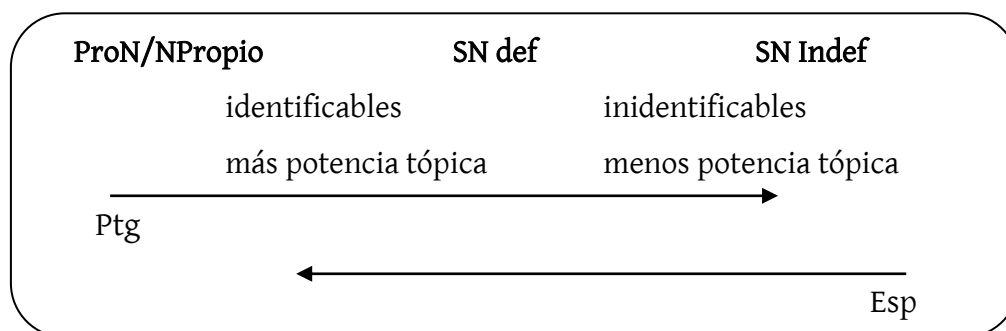 ProN/NPropio SN def SN Indef
identificables inidentificables
más potencia tópica menos potencia tópica
Ptg
Esp